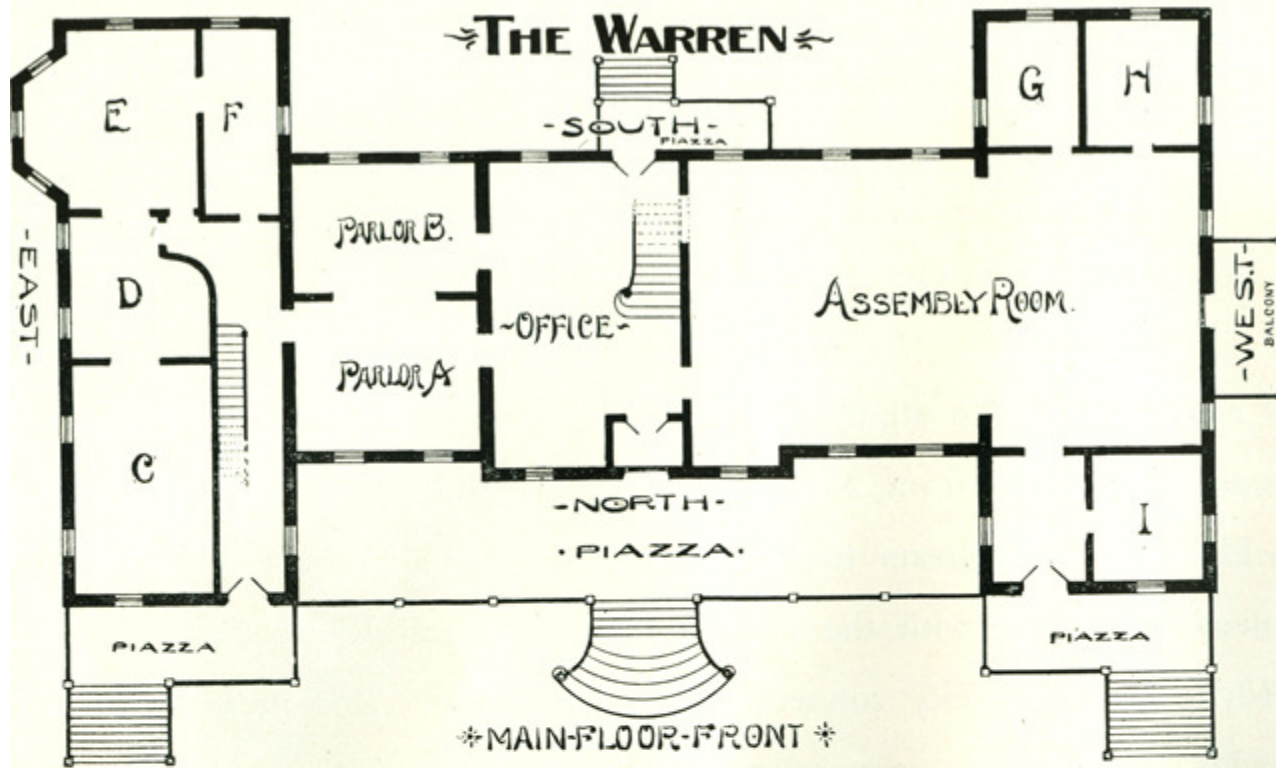 THE WARREN
E
F
G
H
-SOUTH-
PIAZZA
-EAST-
PARLOR B.
D
-OFFICE-
ASSEMBLY ROOM.
-WEST-
BALCONY
PARLOR A
C
-NORTH-
·PIAZZA·
I
PIAZZA
PIAZZA
MAIN-FLOOR-FRONT